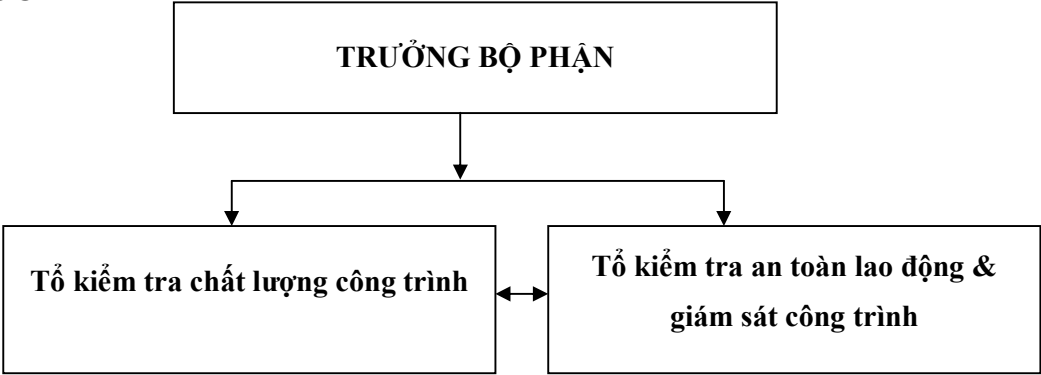 TRƯỞNG BỘ PHẬN
Tổ kiểm tra chất lượng công trình
Tổ kiểm tra an toàn lao động &
giám sát công trình